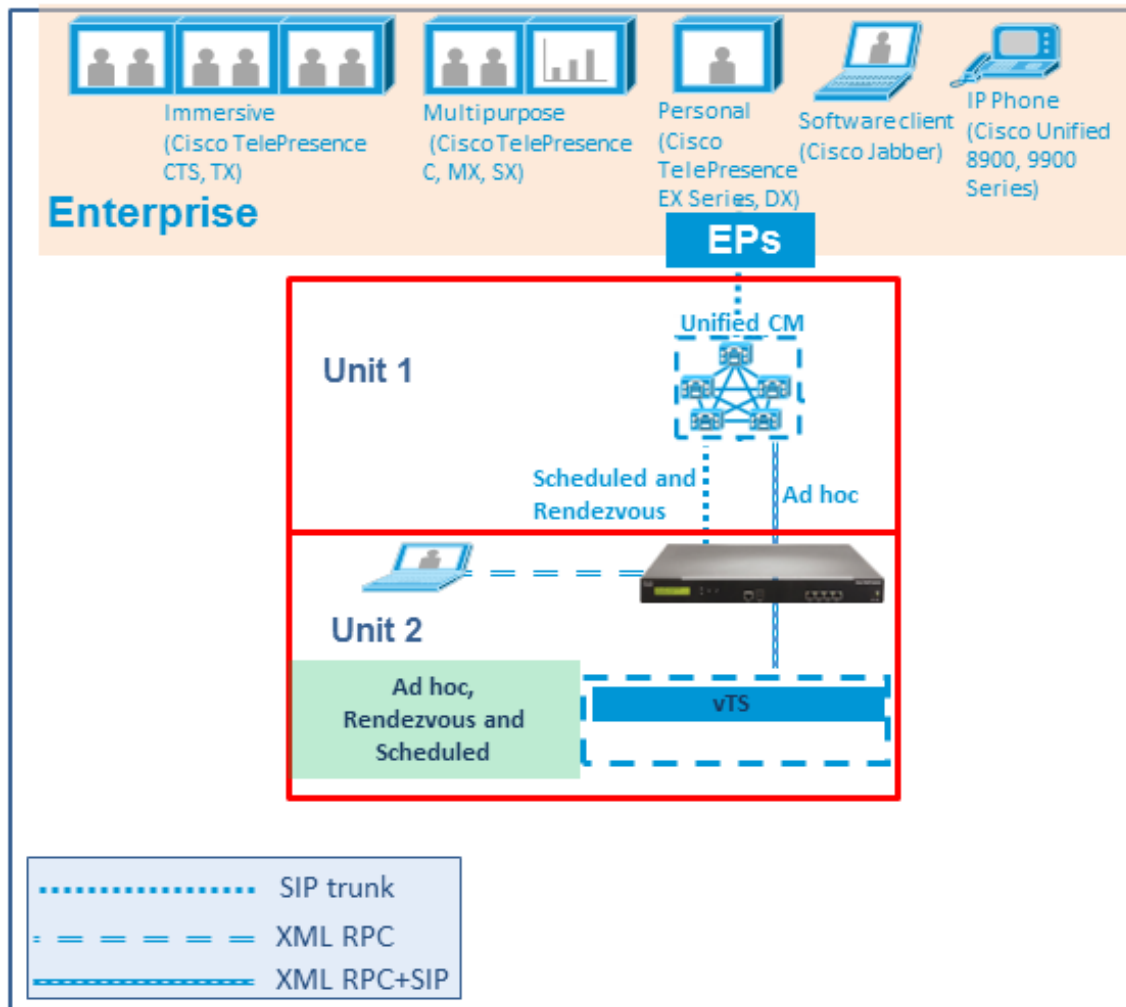 Immersive
(Cisco TelePresence
CTS, TX)
Multipurpose
(Cisco TelePresence
C, MX, SX)
Personal
(Cisco
TelePresence
EX Series, DX)
Software client
(Cisco Jabber)
IP Phone
(Cisco Unified
8900, 9900
Series)
Enterprise
EPs
Unified CM
Unit 1
Scheduled and
Rendezvous
Ad hoc
Unit 2
Ad hoc,
Rendezvous and
Scheduled
vTS
SIP trunk
XML RPC
XML RPC+SIP